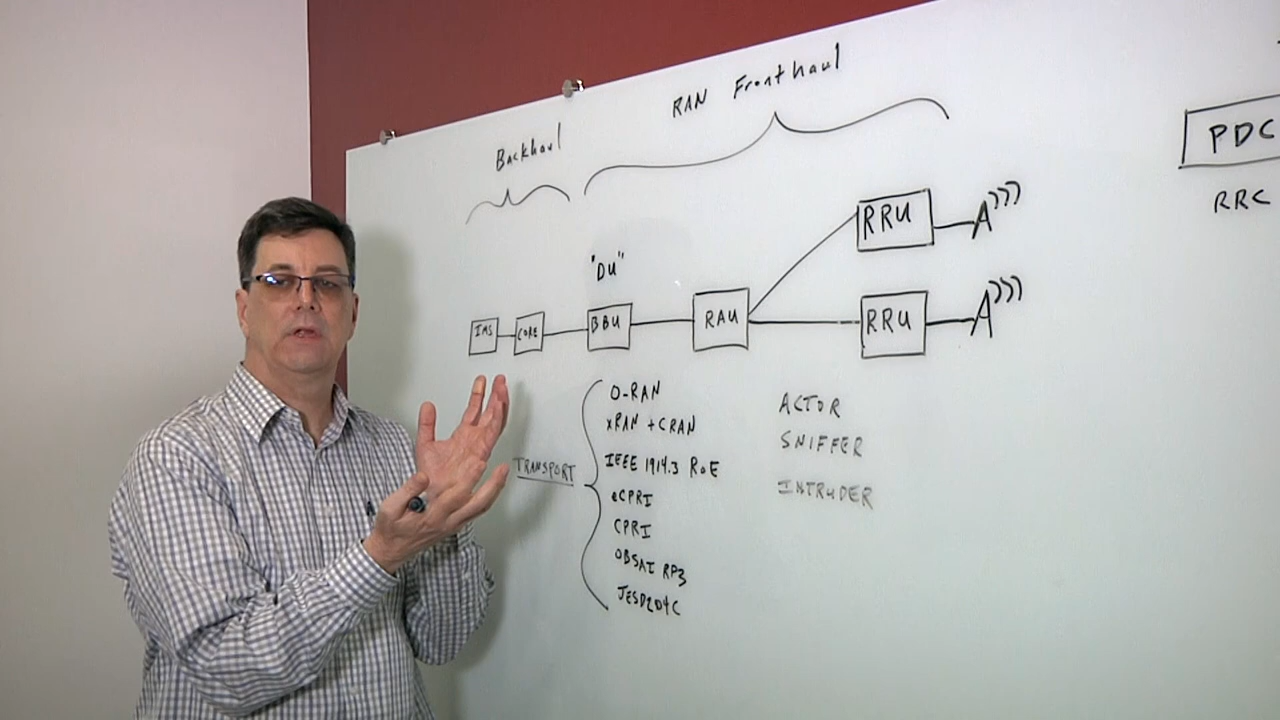 RAN Fronthaul
Backhaul
PDC
RRC
RRU A
"DU"
IMS
CORE
BBU
RAU
RRU A
O-RAN
xRAN + CRAN
IEEE 1914.3 RoE
eCPRI
CPRI
OBSAI RP3
JESD204C
TRANSPORT
ACTOR
SNIFFER
INTRUDER